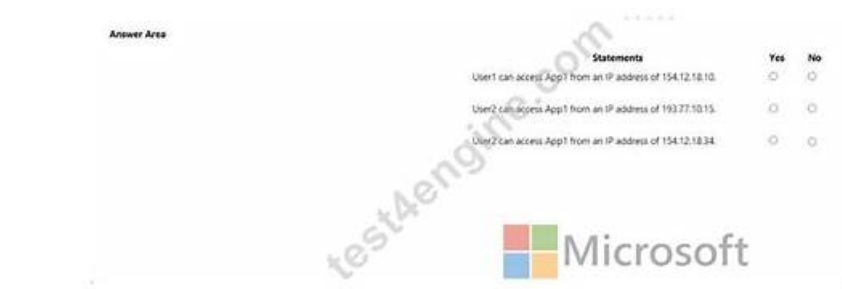 Answer Area
Statements Yes No
User1 can access App1 from an IP address of 154.12.18.10.
User2 can access App1 from an IP address of 193.77.10.15.
User2 can access App1 from an IP address of 154.12.18.34.
test4engine.com
Microsoft